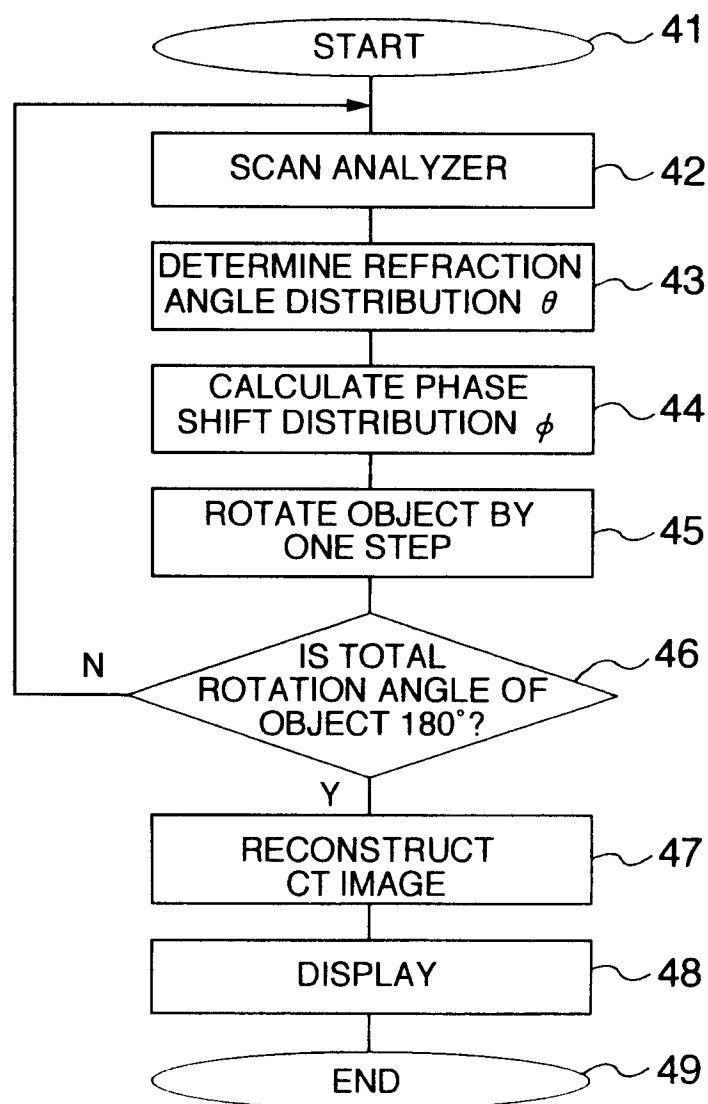 START
41
SCAN ANALYZER
42
DETERMINE REFRACTION
ANGLE DISTRIBUTION θ
43
CALCULATE PHASE
SHIFT DISTRIBUTION ϕ
44
ROTATE OBJECT BY
ONE STEP
45
N
IS TOTAL
ROTATION ANGLE OF
OBJECT 180°?
46
Y
RECONSTRUCT
CT IMAGE
47
DISPLAY
48
END
49